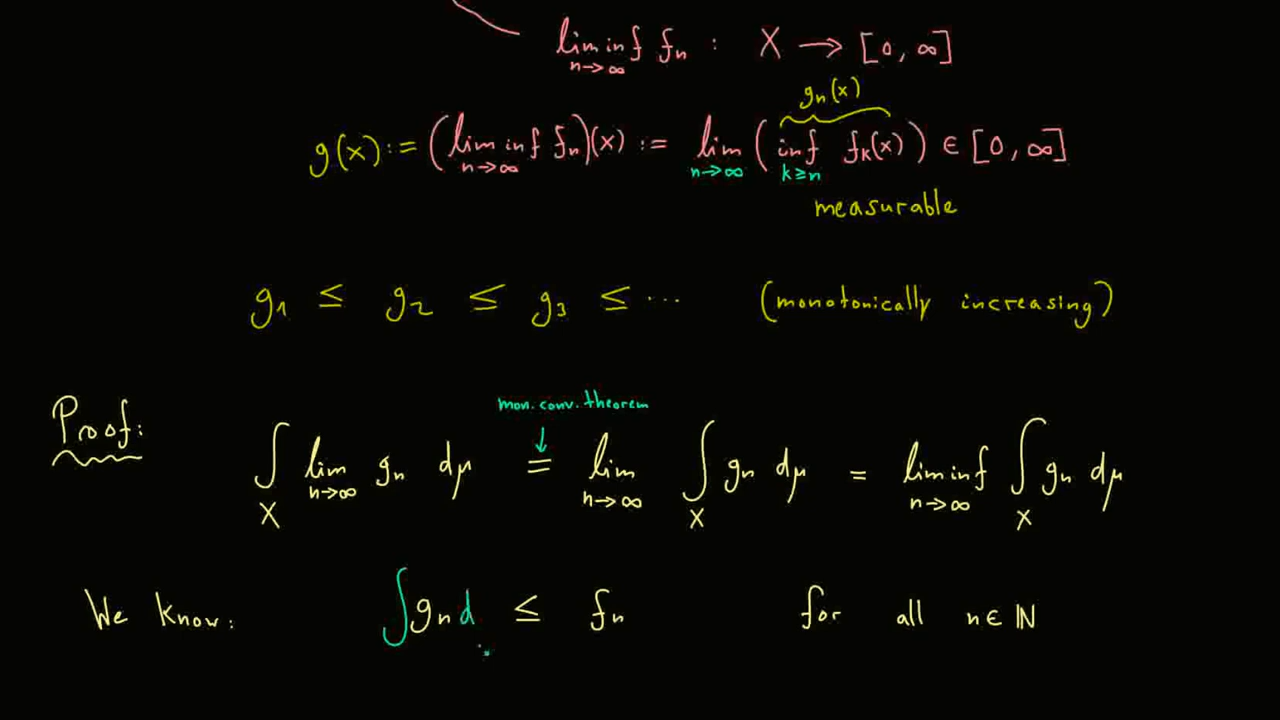 lim inf fₙ : X → [0, ∞]
n→∞
gₙ(x)
g(x) := (lim inf fₙ)(x) := lim ( inf fₖ(x) ) ∈ [0, ∞]
n→∞ n→∞ k≥n
measurable
g₁ ≤ g₂ ≤ g₃ ≤ ··· (monotonically increasing)
mon. conv. theorem
Proof: ∫ lim gₙ dμ = lim ∫ gₙ dμ = lim inf ∫ gₙ dμ
X n→∞ n→∞ X n→∞ X
We know: ∫gₙ d ≤ fₙ for all n∈ℕ